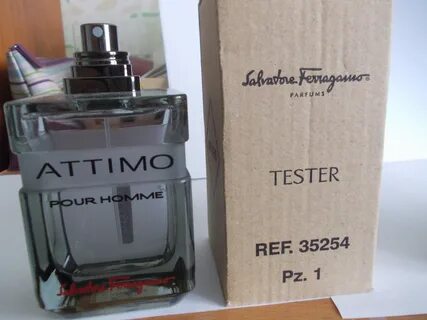 ATTIMO
POUR HOMME
Salvatore Ferragamo
Salvatore Ferragamo
PARFUMS
TESTER
REF. 35254
Pz. 1